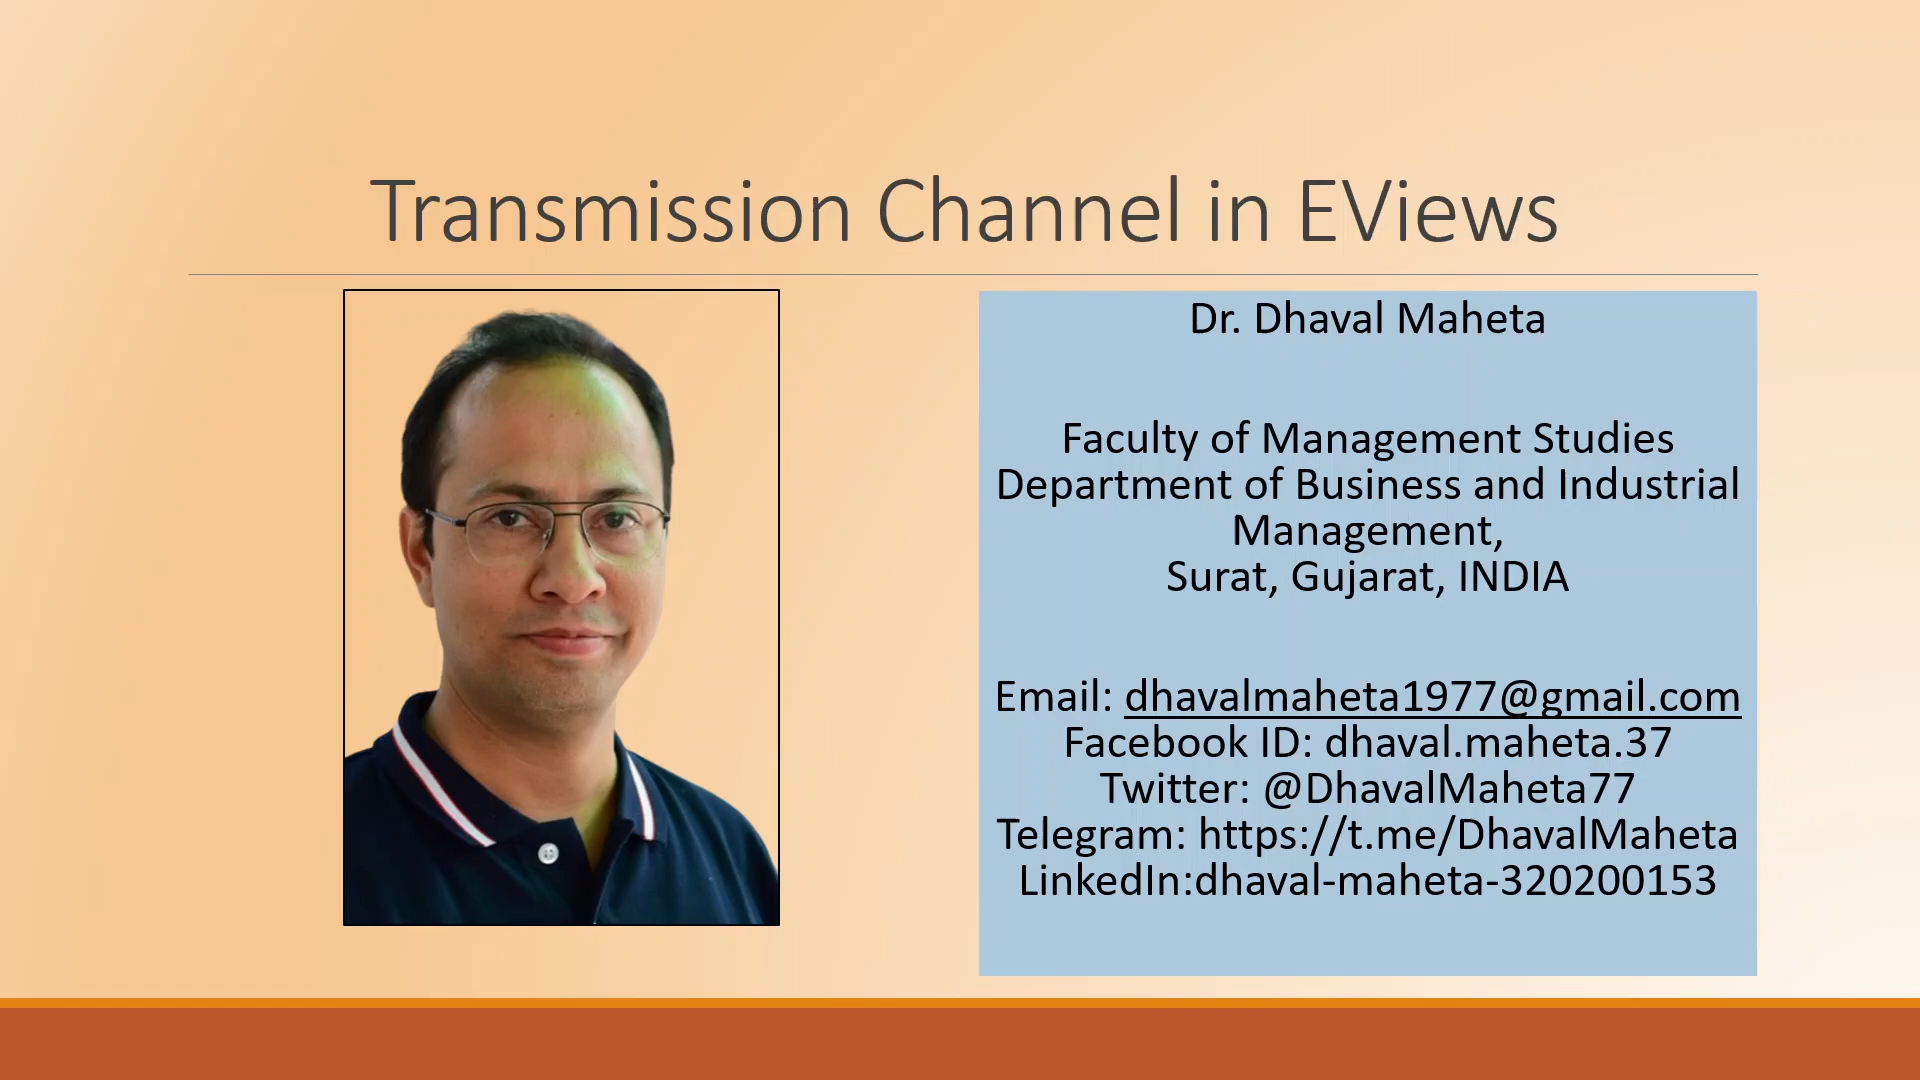 Transmission Channel in EViews
Dr. Dhaval Maheta
Faculty of Management Studies
Department of Business and Industrial
Management,
Surat, Gujarat, INDIA
Email: dhavalmaheta1977@gmail.com
Facebook ID: dhaval.maheta.37
Twitter: @DhavalMaheta77
Telegram: https://t.me/DhavalMaheta
LinkedIn:dhaval-maheta-320200153